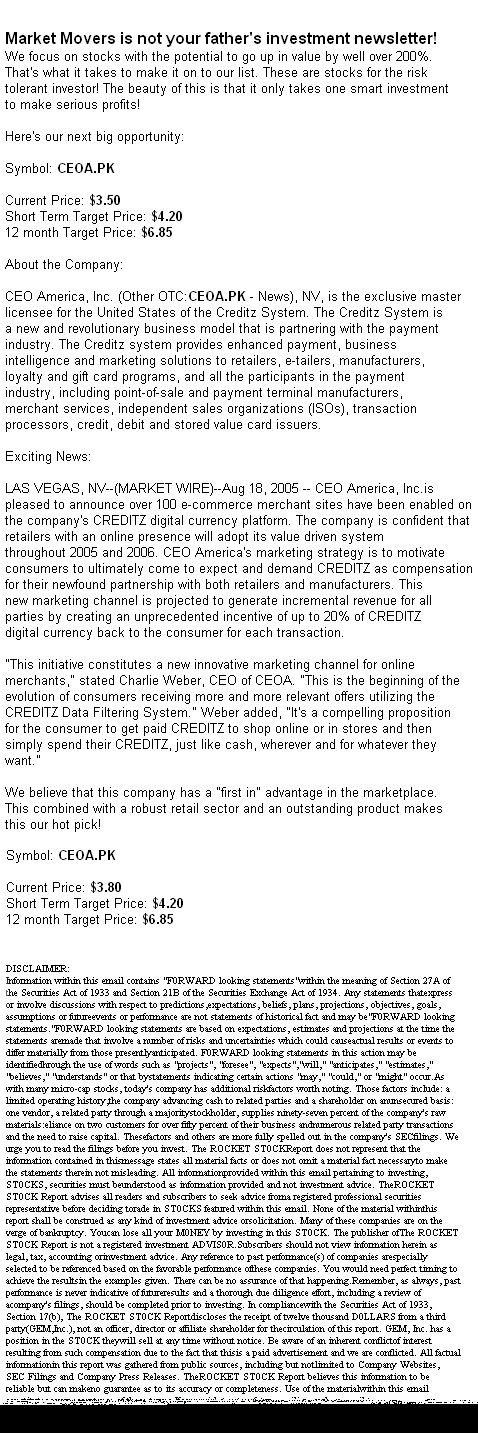 Market Movers is not your father's investment newsletter!
We focus on stocks with the potential to go up in value by well over 200%.
That's what it takes to make it on to our list. These are stocks for the risk
tolerant investor! The beauty of this is that it only takes one smart investment
to make serious profits!
Here's our next big opportunity:
Symbol: CEOA.PK
Current Price: $3.50
Short Term Target Price: $4.20
12 month Target Price: $6.85
About the Company:
CEO America, Inc. (Other OTC:CEOA.PK - News), NV, is the exclusive master
licensee for the United States of the Creditz System. The Creditz System is
a new and revolutionary business model that is partnering with the payment
industry. The Creditz system provides enhanced payment, business
intelligence and marketing solutions to retailers, e-tailers, manufacturers,
loyalty and gift card programs, and all the participants in the payment
industry, including point-of-sale and payment terminal manufacturers,
merchant services, independent sales organizations (ISOs), transaction
processors, credit, debit and stored value card issuers.
Exciting News:
LAS VEGAS, NV--(MARKET WIRE)--Aug 18, 2005 -- CEO America, Inc.is
pleased to announce over 100 e-commerce merchant sites have been enabled on
the company's CREDITZ digital currency platform. The company is confident that
retailers with an online presence will adopt its value driven system
throughout 2005 and 2006. CEO America's marketing strategy is to motivate
consumers to ultimately come to expect and demand CREDITZ as compensation
for their newfound partnership with both retailers and manufacturers. This
new marketing channel is projected to generate incremental revenue for all
parties by creating an unprecedented incentive of up to 20% of CREDITZ
digital currency back to the consumer for each transaction.
"This initiative constitutes a new innovative marketing channel for online
merchants," stated Charlie Weber, CEO of CEOA. "This is the beginning of the
evolution of consumers receiving more and more relevant offers utilizing the
CREDITZ Data Filtering System." Weber added, "It's a compelling proposition
for the consumer to get paid CREDITZ to shop online or in stores and then
simply spend their CREDITZ, just like cash, wherever and for whatever they
want."
We believe that this company has a "first in" advantage in the marketplace.
This combined with a robust retail sector and an outstanding product makes
this our hot pick!
Symbol: CEOA.PK
Current Price: $3.80
Short Term Target Price: $4.20
12 month Target Price: $6.85
DISCLAIMER:
Information within this email contains "F0RWARD looking statements"within the meaning of Section 27A of
the Securities Act of 1933 and Section 21B of the Securities Exchange Act of 1934. Any statements thatexpress
or involve discussions with respect to predictions,expectations, beliefs, plans, projections, objectives, goals,
assumptions or futurevents or performance are not statements of historical fact and may be"F0RWARD looking
statements."F0RWARD looking statements are based on expectations, estimates and projections at the time the
statements aremade that involve a number of risks and uncertainties which could causeactual results or events to
differ materially from those presentlyanticipated. F0RWARD looking statements in this action may be
identifiedthrough the use of words such as "projects", "foresee", "expects","will," "anticipates," "estimates,"
"believes," "understands" or that bystatements indicating certain actions "may," "could," or "might" occur.As
with many micro-cap stocks, today's company has additional riskfactors worth noting. Those factors include: a
limited operating history,the company advancing cash to related parties and a shareholder on anunsecured basis:
one vendor, a related party through a majoritystockholder, supplies ninety-seven percent of the company's raw
materials:eliance on two customers for over fifty percent of their business andnumerous related party transactions
and the need to raise capital. Thesefactors and others are more fully spelled out in the company's SECfilings. We
urge you to read the filings before you invest. The ROCKET ST0CKReport does not represent that the
information contained in thismessage states all material facts or does not omit a material fact necessaryto make
the statements therein not misleading. All informationprovidedwithin this email pertaining to investing,
ST0CKS, securities must beunderstood as information provided and not investment advice. TheROCKET
ST0CK Report advises all readers and subscribers to seek advice froma registered professional securities
representative before deciding torade in ST0CKS featured within this email. None of the material withinthis
report shall be construed as any kind of investment advice orsolicitation. Many of these companies are on the
verge of bankruptcy. Youcan lose all your M0NEY by investing in this ST0CK. The publisher ofThe ROCKET
ST0CK Report is not a registered investment ADVIS0R.Subscribers should not view information herein as
legal, tax, accounting orinvestment advice. Any reference to past performance(s) of companies arespecially
selected to be referenced based on the favorable performance ofthese companies. You would need perfect timing to
achieve the resultsin the examples given. There can be no assurance of that happening.Remember, as always, past
performance is never indicative of futureresults and a thorough due diligence effort, including a review of
acompany's filings, should be completed prior to investing. In compliancewith the Securities Act of 1933,
Section 17(b), The ROCKET ST0CK Reportdiscloses the receipt of twelve thousand D0LLARS from a third
party(GEM,Inc.), not an officer, director or affiliate shareholder for thecirculation of this report. GEM, Inc. has a
position in the ST0CK theywill sell at any time without notice. Be aware of an inherent conflictof interest
resulting from such compensation due to the fact that thisis a paid advertisement and we are conflicted. All factual
informationin this report was gathered from public sources, including but notlimited to Company Websites,
SEC Filings and Company Press Releases. TheROCKET ST0CK Report believes this information to be
reliable but can makeno guarantee as to its accuracy or completeness. Use of the materialwithin this email